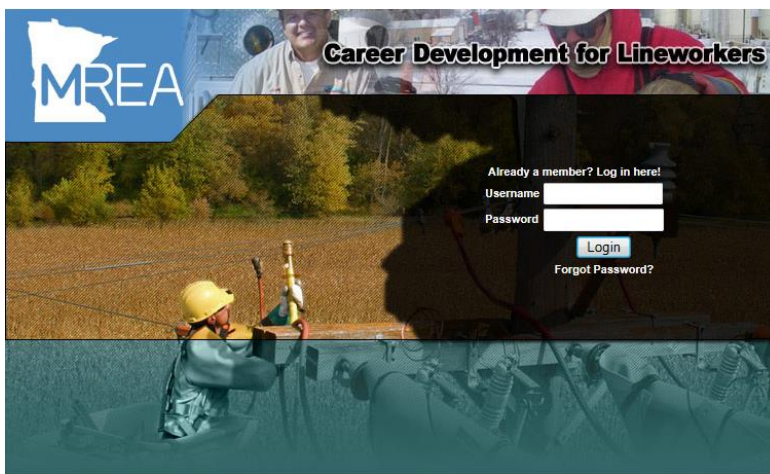 MREA
Career Development for Lineworkers
Already a member? Log in here!
Username
Password
Login
Forgot Password?